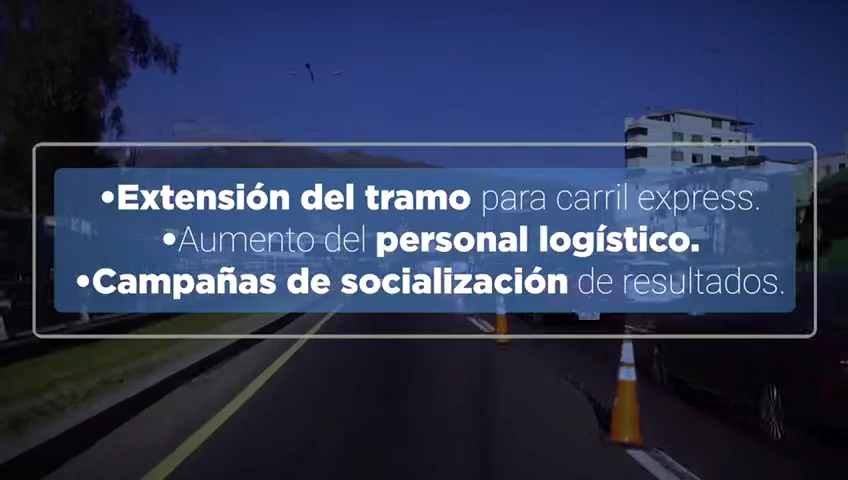 •Extensión del tramo para carril express.
•Aumento del personal logístico.
•Campañas de socialización de resultados.